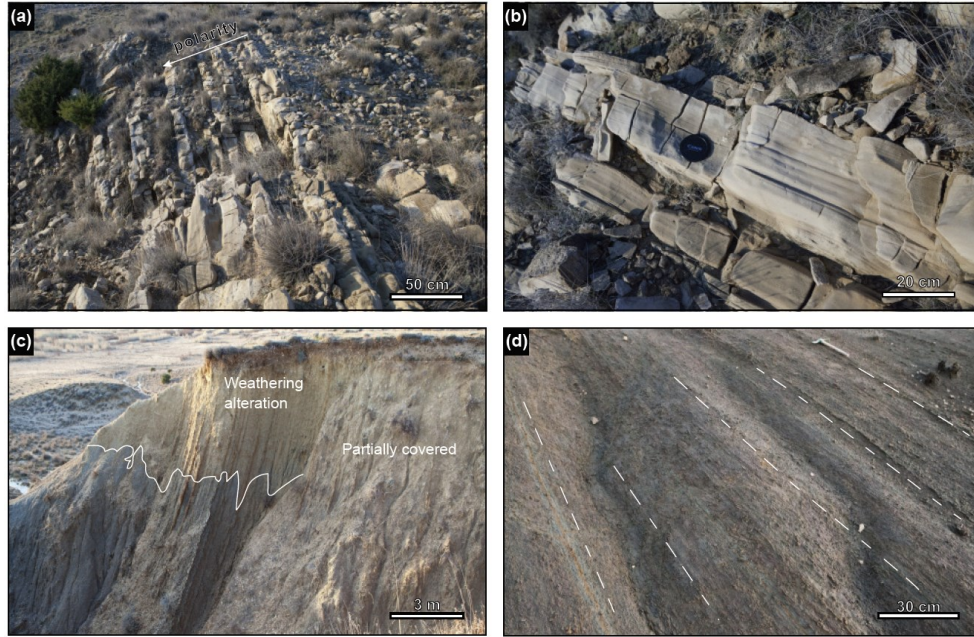 (a)
polarity
50 cm
(b)
20 cm
(c)
Weathering
alteration
Partially covered
3 m
(d)
30 cm